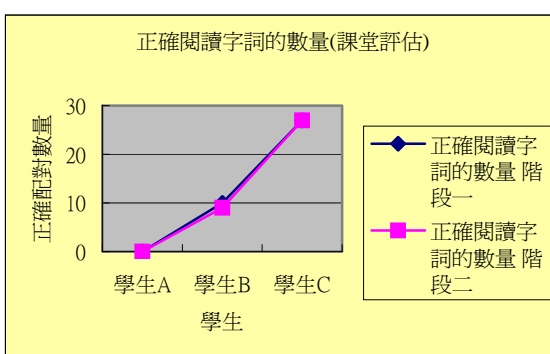 正確閱讀字詞的數量(課堂評估)
正確配對數量
30
20
10
0
學生A 學生B 學生C
學生
正確閱讀字
詞的數量 階
段一
正確閱讀字
詞的數量 階
段二